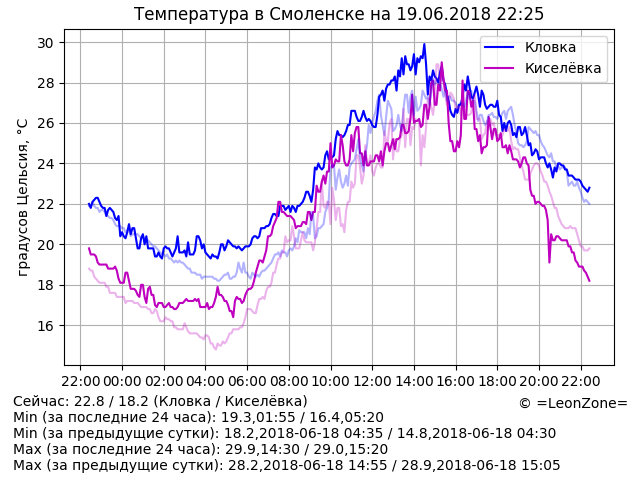 Температура в Смоленске на 19.06.2018 22:25
градусов Цельсия, °C
30
28
26
24
22
20
18
16
Кловка
Киселёвка
22:00 00:00 02:00 04:00 06:00 08:00 10:00 12:00 14:00 16:00 18:00 20:00 22:00
Сейчас: 22.8 / 18.2 (Кловка / Киселёвка)
© =LeonZone=
Min (за последние 24 часа): 19.3,01:55 / 16.4,05:20
Min (за предыдущие сутки): 18.2,2018-06-18 04:35 / 14.8,2018-06-18 04:30
Max (за последние 24 часа): 29.9,14:30 / 29.0,15:20
Max (за предыдущие сутки): 28.2,2018-06-18 14:55 / 28.9,2018-06-18 15:05